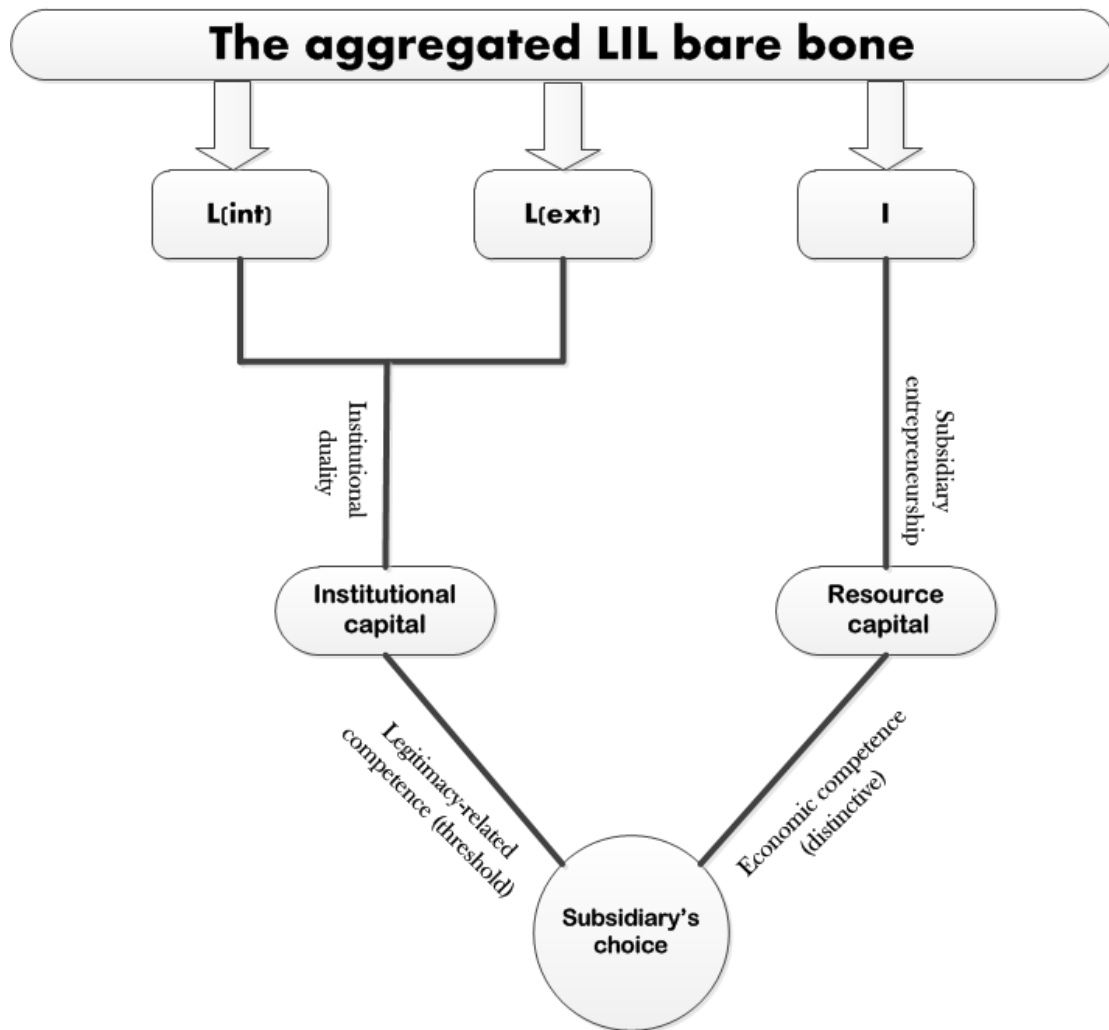 The aggregated LIL bare bone
L(int)
L(ext)
I
Institutional
duality
Subsidiary
entrepreneurship
Institutional
capital
Resource
capital
Legitimacy-related
competence (threshold)
Economic competence
(distinctive)
Subsidiary's
choice